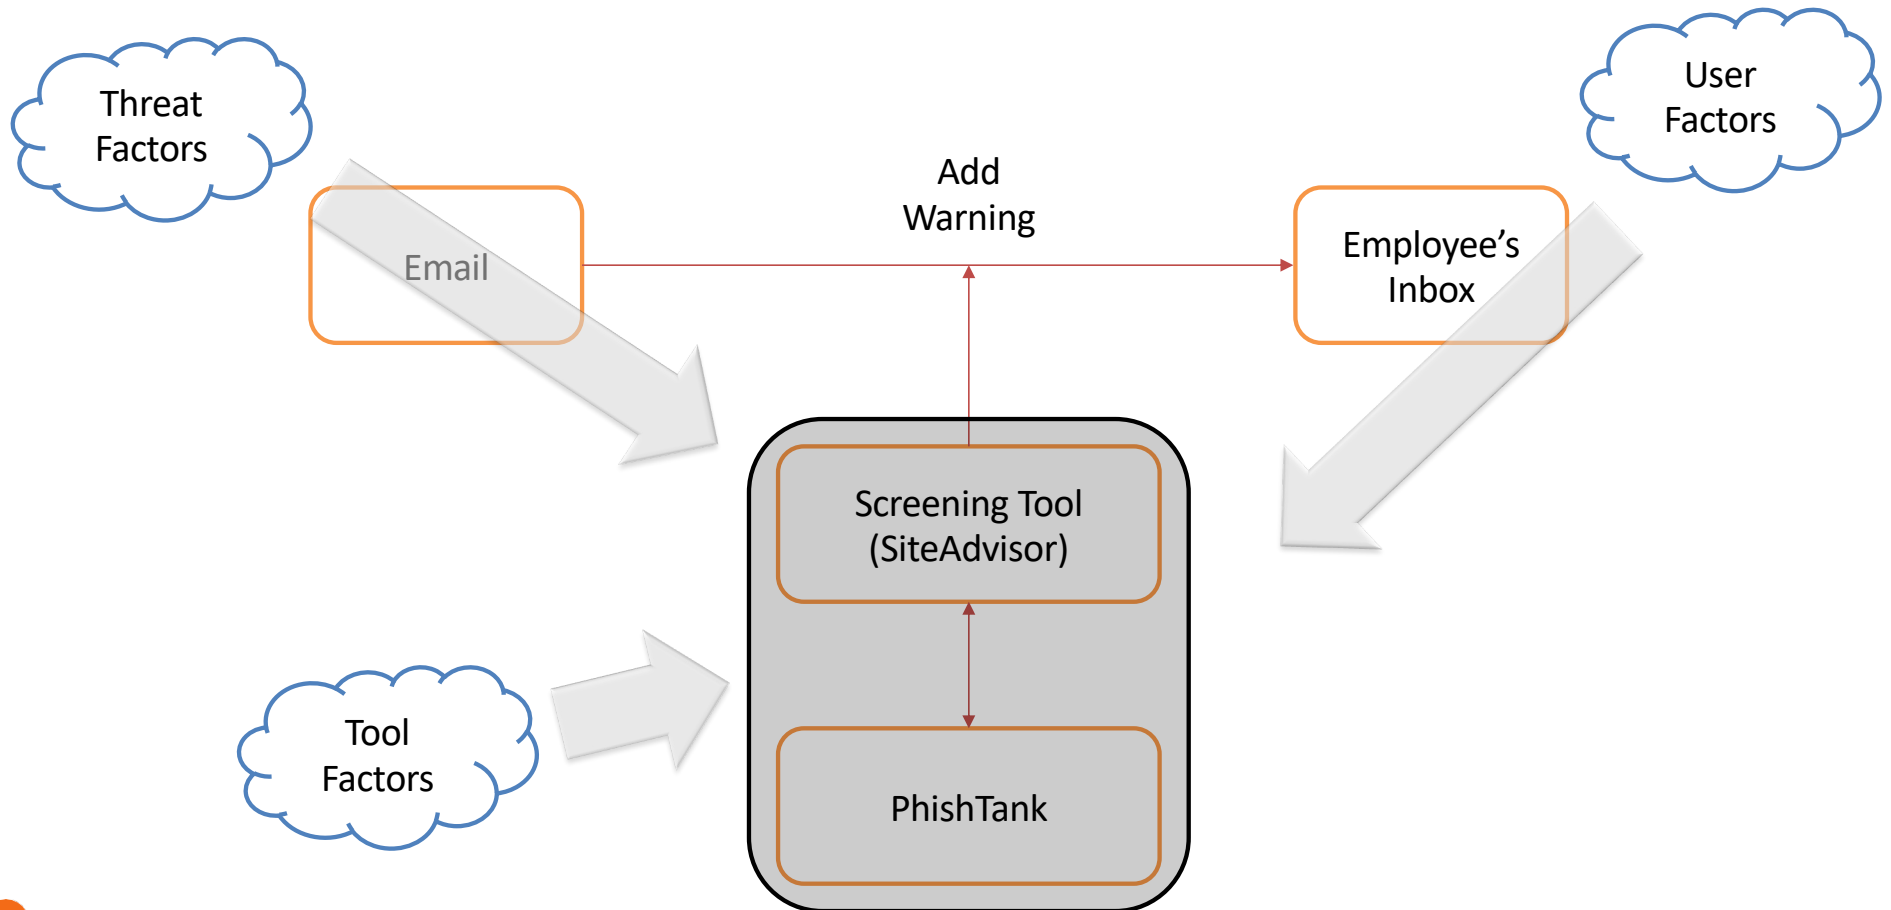 Threat
Factors
User
Factors
Add
Warning
Email
Employee’s
Inbox
Screening Tool
(SiteAdvisor)
Tool
Factors
PhishTank